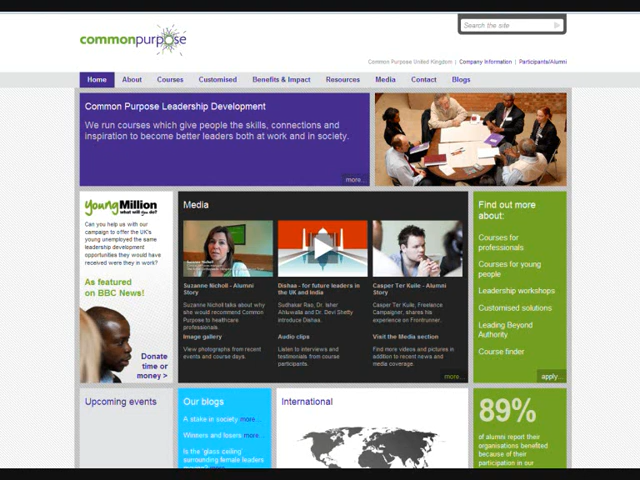 Search the site
commonpurpose
Common Purpose United Kingdom | Company Information | Participants/Alumni
Home About Courses Customised Benefits & Impact Resources Media Contact Blogs
Common Purpose Leadership Development
We run courses which give people the skills, connections and
inspiration to become better leaders both at work and in society.
more...
youngMillion
what will you do?
Can you help us with our
campaign to offer the UK's
young unemployed the same
leadership development
opportunities they would have
received were they in work?
As featured
on BBC News!
Donate
time or
money >
Media
Suzanne Nicholl
Suzanne Nicholl - Alumni
Story
Suzanne Nicholl talks about why
she would recommend Common
Purpose to healthcare
professionals.
Image gallery
View photographs from recent
events and course days.
Dishaa - for future leaders in
the UK and India
Sudhakar Rao, Dr. Isher
Ahluwalia and Dr. Devi Shetty
introduce Dishaa.
Audio clips
Listen to interviews and
testimonials from course
participants.
Casper Ter Kuile - Alumni
Story
Casper Ter Kuile, Freelance
Campaigner, shares his
experience on Frontrunner.
Visit the Media section
Find more videos and pictures in
addition to recent news and
media coverage.
more...
Find out more
about:
Courses for
professionals
Courses for young
people
Leadership workshops
Customised solutions
Leading Beyond
Authority
Course finder
apply...
Upcoming events
Our blogs
A stake in society more...
Winners and losers more...
Is the 'glass ceiling'
surrounding female leaders
International
89%
of alumni report their
organisations benefited
because of their
participation in our